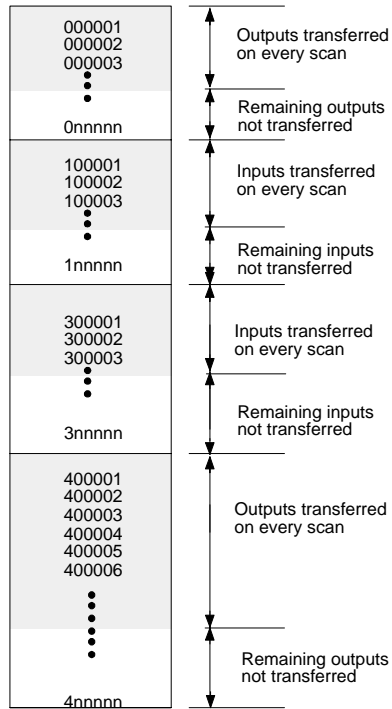 000001
000002
000003
0nnnnn
Outputs transferred
on every scan
Remaining outputs
not transferred
100001
100002
100003
1nnnnn
Inputs transferred
on every scan
Remaining inputs
not transferred
300001
300002
300003
3nnnnn
Inputs transferred
on every scan
Remaining inputs
not transferred
400001
400002
400003
400004
400005
400006
4nnnnn
Outputs transferred
on every scan
Remaining outputs
not transferred